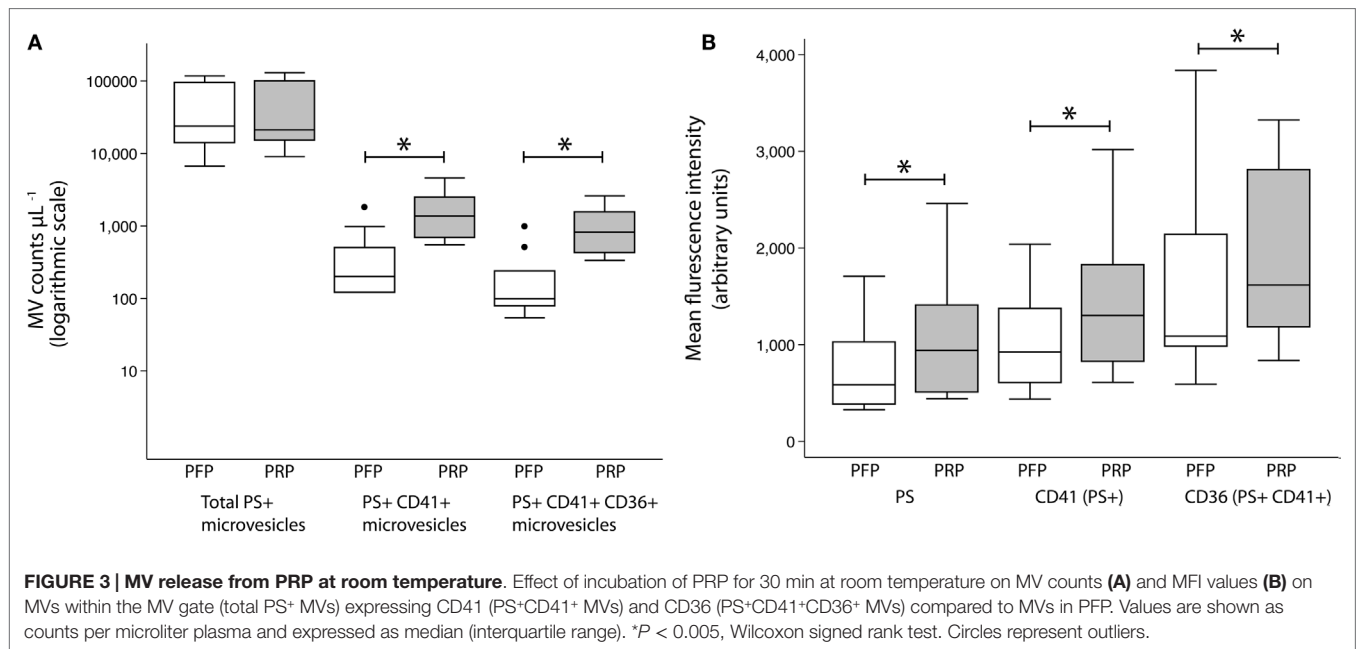 A
MV counts µL⁻¹
(logarithmic scale)
100000
10,000
1,000
100
10
*
*
PFP PRP PFP PRP PFP PRP
Total PS+ microvesicles
PS+ CD41+ microvesicles
PS+ CD41+ CD36+ microvesicles
B
Mean flurescence intensity
(arbitrary units)
4,000
3,000
2,000
1,000
0
*
*
*
PFP PRP PFP PRP PFP PRP
PS CD41 (PS+) CD36 (PS+ CD41+)
FIGURE 3 | MV release from PRP at room temperature. Effect of incubation of PRP for 30 min at room temperature on MV counts (A) and MFI values (B) on
MVs within the MV gate (total PS⁺ MVs) expressing CD41 (PS⁺CD41⁺ MVs) and CD36 (PS⁺CD41⁺CD36⁺ MVs) compared to MVs in PFP. Values are shown as
counts per microliter plasma and expressed as median (interquartile range). *P < 0.005, Wilcoxon signed rank test. Circles represent outliers.